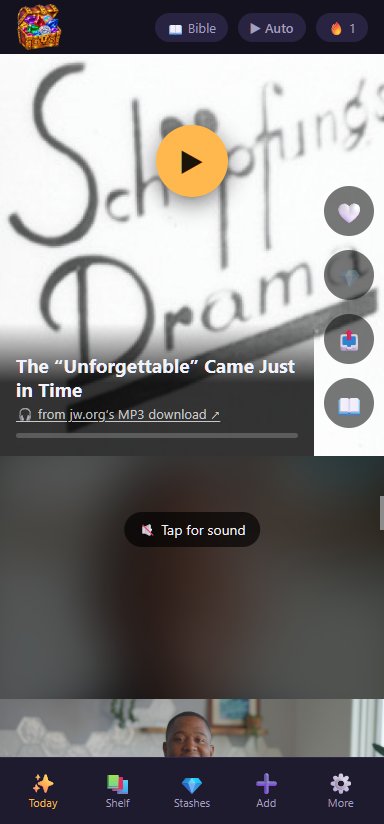 Bible
Auto
1
Schöpfungs
Drama
The “Unforgettable” Came Just
in Time
from jw.org’s MP3 download ↗
Tap for sound
Today
Shelf
Stashes
Add
More